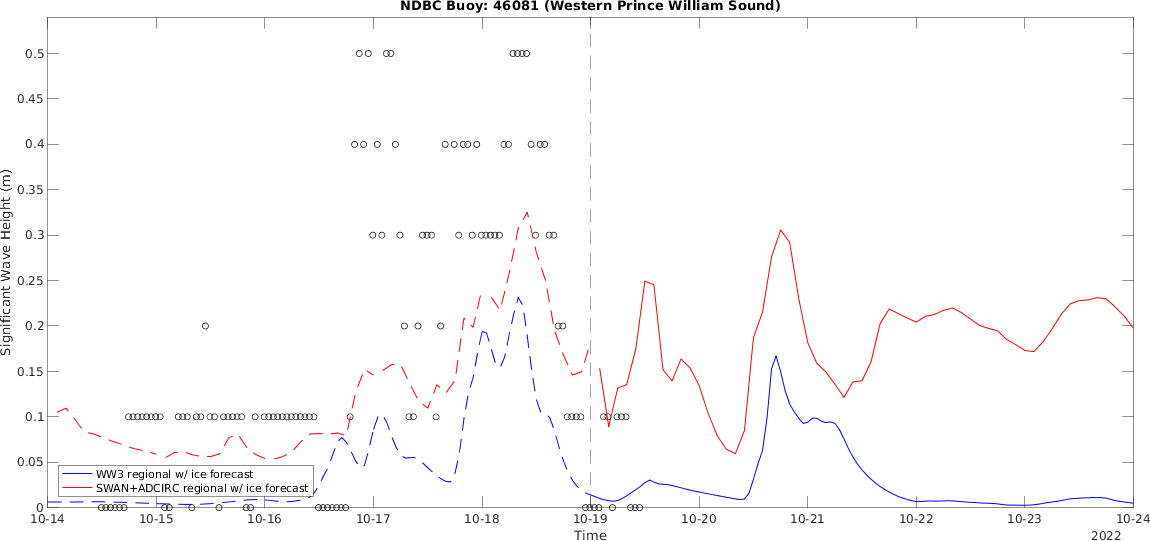 NDBC Buoy: 46081 (Western Prince William Sound)
Significant Wave Height (m)
0.5
0.45
0.4
0.35
0.3
0.25
0.2
0.15
0.1
0.05
0
WW3 regional w/ ice forecast
SWAN+ADCIRC regional w/ ice forecast
10-14 10-15 10-16 10-17 10-18 10-19 10-20 10-21 10-22 10-23 10-24
Time
2022